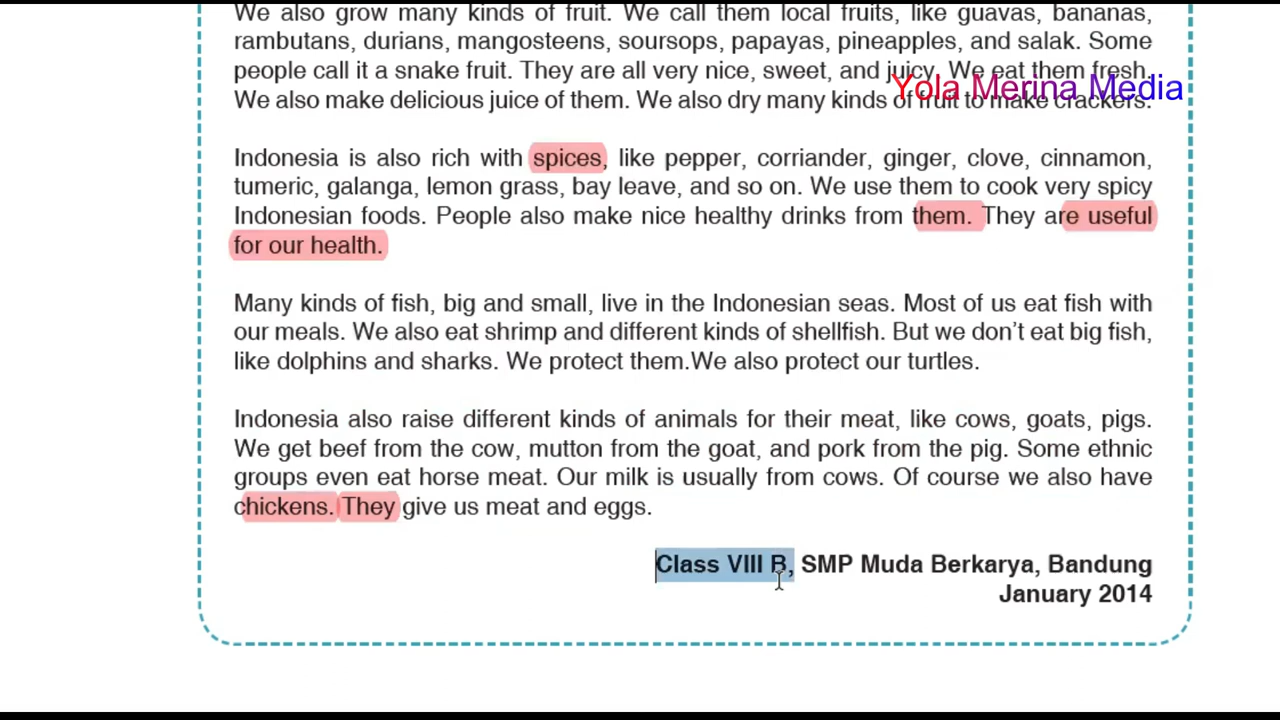 We also grow many kinds of fruit. We call them local fruits, like guavas, bananas,
rambutans, durians, mangosteens, soursops, papayas, pineapples, and salak. Some
people call it a snake fruit. They are all very nice, sweet, and juicy. We eat them fresh.
Yola Merina Media
We also make delicious juice of them. We also dry many kinds of fruit to make crackers.
Indonesia is also rich with spices, like pepper, corriander, ginger, clove, cinnamon,
tumeric, galanga, lemon grass, bay leave, and so on. We use them to cook very spicy
Indonesian foods. People also make nice healthy drinks from them. They are useful
for our health.
Many kinds of fish, big and small, live in the Indonesian seas. Most of us eat fish with
our meals. We also eat shrimp and different kinds of shellfish. But we don't eat big fish,
like dolphins and sharks. We protect them.We also protect our turtles.
Indonesia also raise different kinds of animals for their meat, like cows, goats, pigs.
We get beef from the cow, mutton from the goat, and pork from the pig. Some ethnic
groups even eat horse meat. Our milk is usually from cows. Of course we also have
chickens. They give us meat and eggs.
Class VIII B, SMP Muda Berkarya, Bandung
January 2014